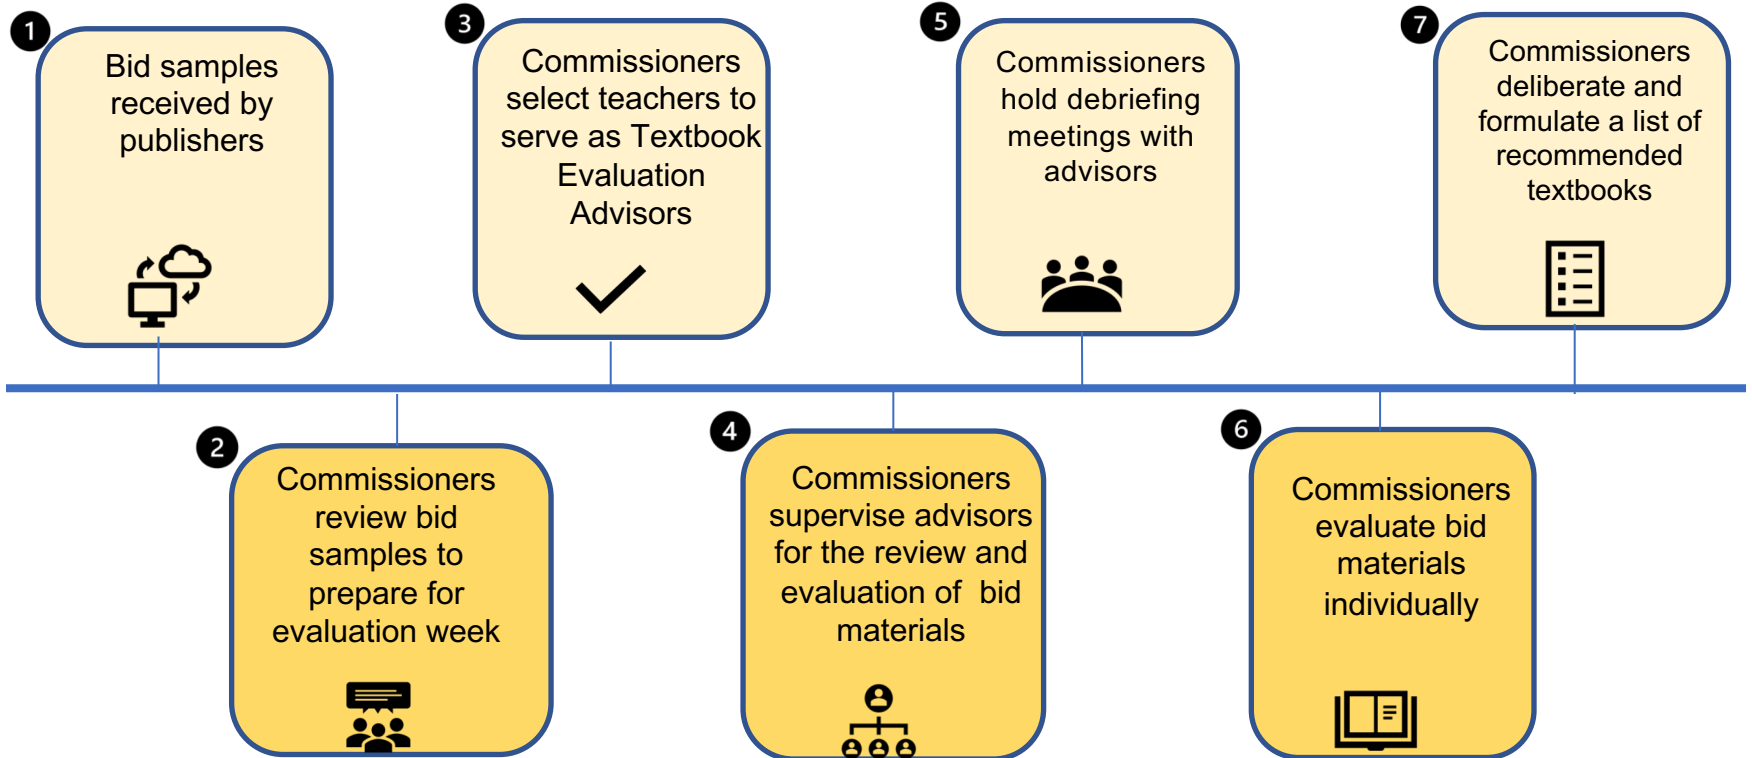 1
Bid samples
received by
publishers
2
Commissioners
review bid
samples to
prepare for
evaluation week
3
Commissioners
select teachers to
serve as Textbook
Evaluation
Advisors
4
Commissioners
supervise advisors
for the review and
evaluation of  bid
materials
5
Commissioners
hold debriefing
meetings with
advisors
6
Commissioners
evaluate bid
materials
individually
7
Commissioners
deliberate and
formulate a list of
recommended
textbooks